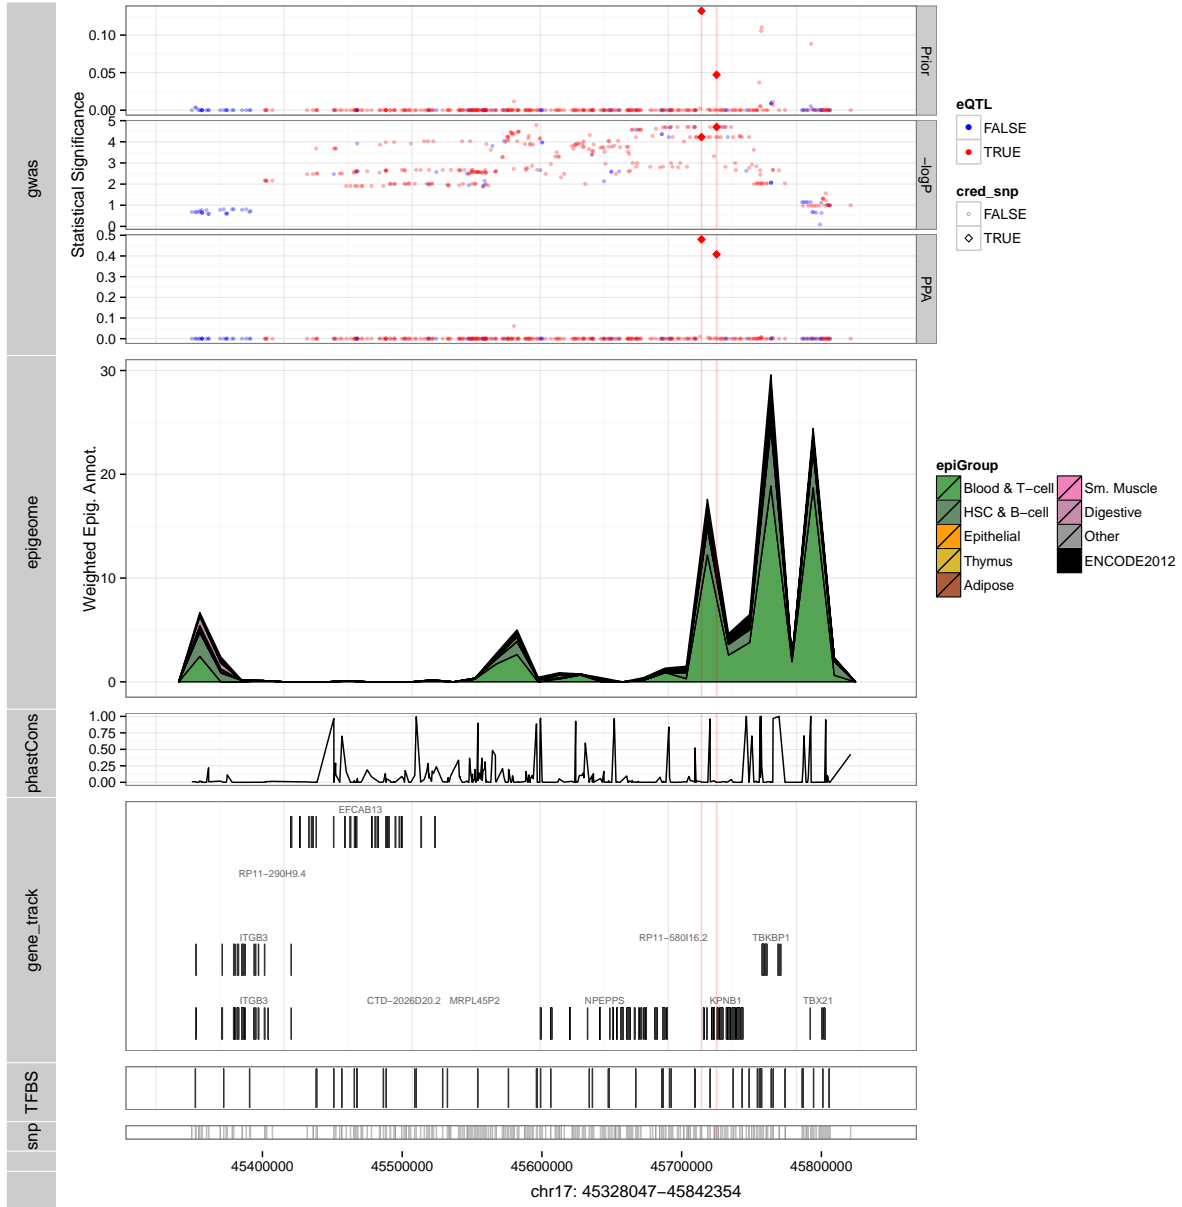 gwas
Statistical Significance
0.10
0.05
0.00
Prior
5
4
3
2
1
0
−logP
0.5
0.4
0.3
0.2
0.1
0.0
PPA
eQTL
FALSE
TRUE
cred_snp
FALSE
TRUE
epigeome
Weighted Epig. Annot.
30
20
10
0
epiGroup
Blood & T−cell
HSC & B−cell
Epithelial
Thymus
Adipose
Sm. Muscle
Digestive
Other
ENCODE2012
phastCons
1.00
0.75
0.50
0.25
0.00
gene_track
EFCAB13
RP11−290H9.4
ITGB3
RP11−580I16.2
TBKBP1
ITGB3
CTD−2026D20.2
MRPL45P2
NPEPPS
KPNB1
TBX21
TFBS
snp
45400000
45500000
45600000
45700000
45800000
chr17: 45328047−45842354